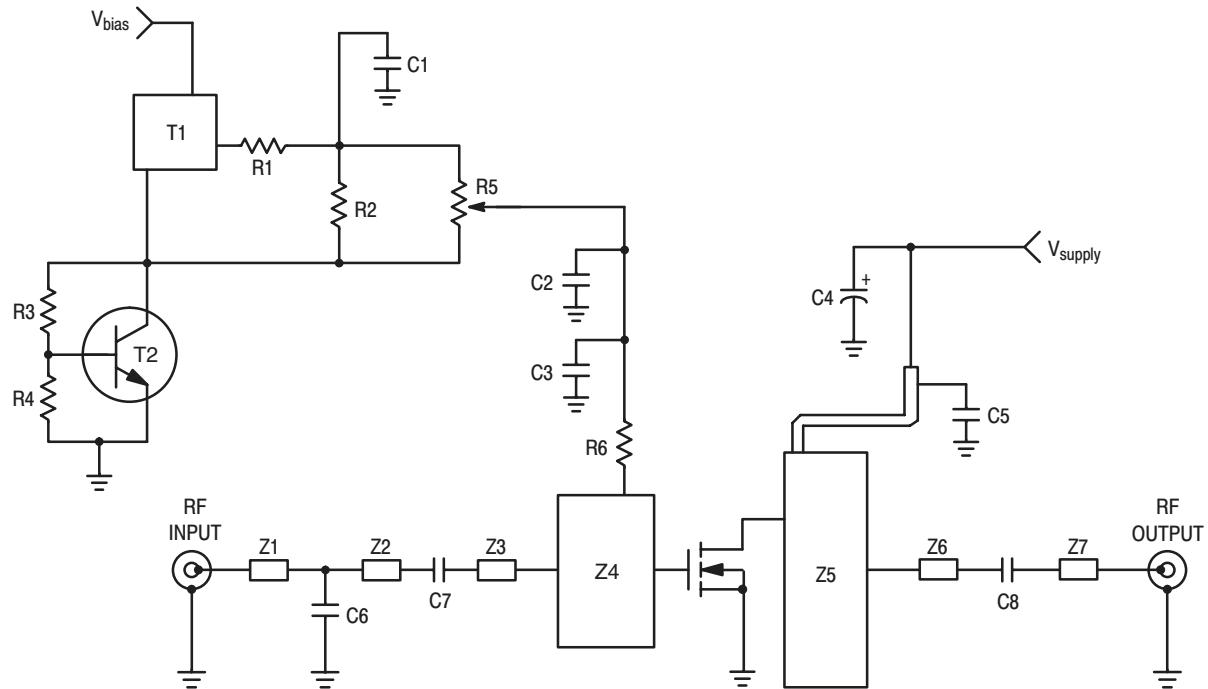 Vbias
C1
T1
R1
R5
R2
Vsupply
C2
C4
+
R3
T2
C3
R4
C5
R6
RF
INPUT
RF
OUTPUT
Z1
Z2
Z3
Z4
Z5
Z6
Z7
C7
C8
C6